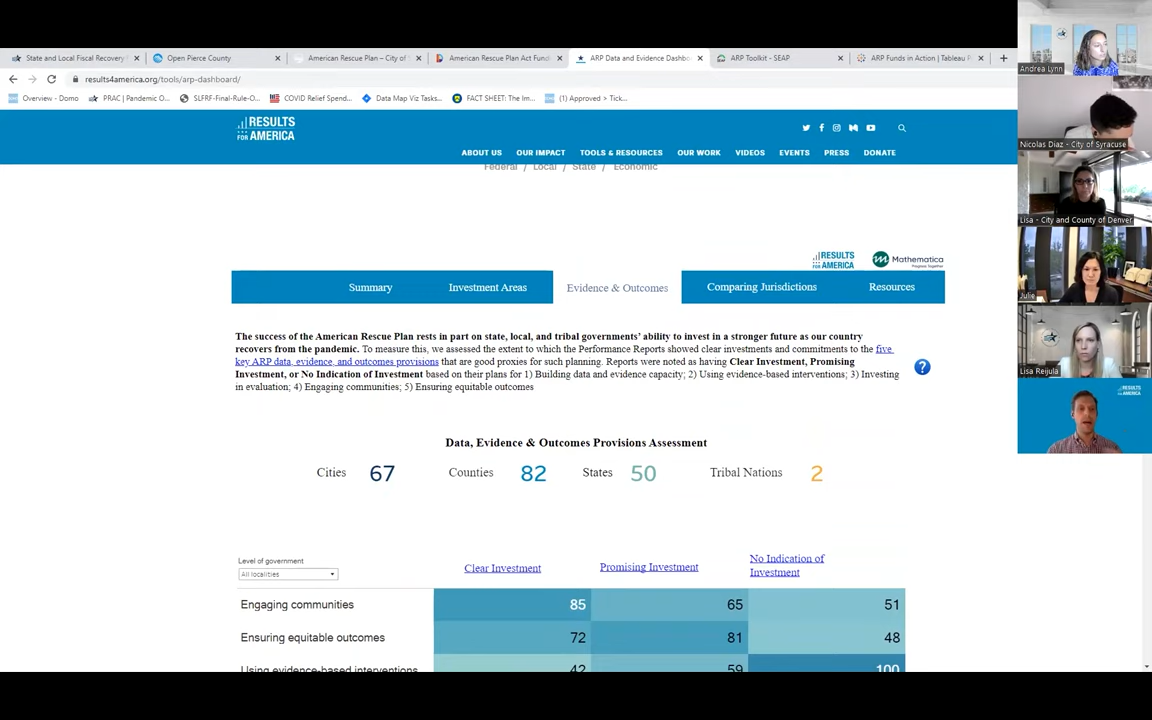 State and Local Fiscal Recovery
Open Pierce County
American Rescue Plan – City of S
American Rescue Plan Act Fund
ARP Data and Evidence Dashbo
ARP Toolkit - SEAP
ARP Funds in Action | Tableau P
results4america.org/tools/arp-dashboard/
Overview - Domo
PRAC | Pandemic O...
SLFRF-Final-Rule-O...
COVID Relief Spend...
Data Map Viz Tasks...
FACT SHEET: The Im...
(1) Approved > Tick...
RESULTS
FOR AMERICA
ABOUT US
OUR IMPACT
TOOLS & RESOURCES
OUR WORK
VIDEOS
EVENTS
PRESS
DONATE
Federal / Local / State / Economic
RESULTS
FOR AMERICA
Mathematica
Progress Together
Summary
Investment Areas
Evidence & Outcomes
Comparing Jurisdictions
Resources
The success of the American Rescue Plan rests in part on state, local, and tribal governments' ability to invest in a stronger future as our country
recovers from the pandemic. To measure this, we assessed the extent to which the Performance Reports showed clear investments and commitments to the five
key ARP data, evidence, and outcomes provisions that are good proxies for such planning. Reports were noted as having Clear Investment, Promising
Investment, or No Indication of Investment based on their plans for 1) Building data and evidence capacity; 2) Using evidence-based interventions; 3) Investing
in evaluation; 4) Engaging communities; 5) Ensuring equitable outcomes
?
Data, Evidence & Outcomes Provisions Assessment
Cities 67 Counties 82 States 50 Tribal Nations 2
Level of government
All localities
Clear Investment
Promising Investment
No Indication of
Investment
Engaging communities 85 65 51
Ensuring equitable outcomes 72 81 48
Using evidence-based interventions 42 59 100
Andrea Lynn
Nicolas Diaz - City of Syracuse
Lisa - City and County of Denver
Julie
Lisa Reijula
RESULTS